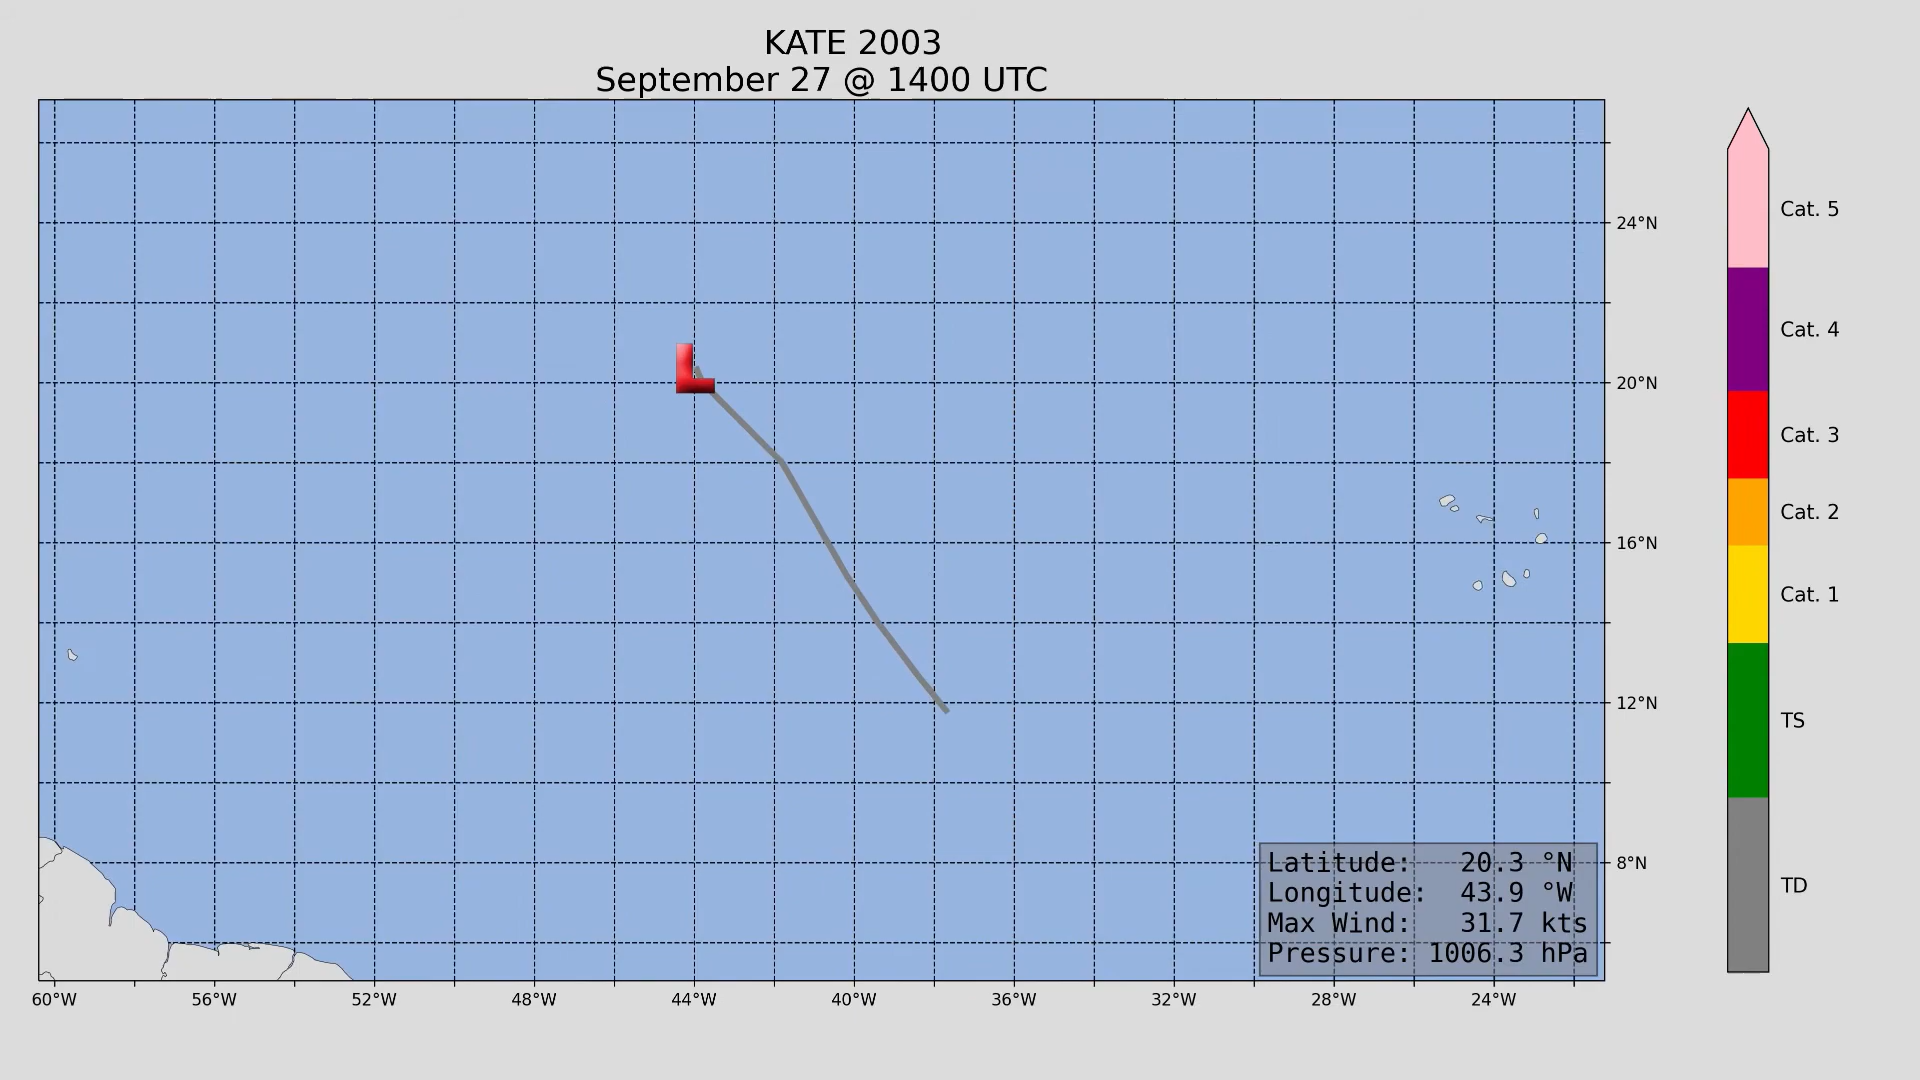 KATE 2003
September 27 @ 1400 UTC
Cat. 5
24°N
Cat. 4
L
20°N
Cat. 3
Cat. 2
16°N
Cat. 1
12°N
TS
8°N
TD
Latitude: 20.3 °N
Longitude: 43.9 °W
Max Wind: 31.7 kts
Pressure: 1006.3 hPa
60°W 56°W 52°W 48°W 44°W 40°W 36°W 32°W 28°W 24°W